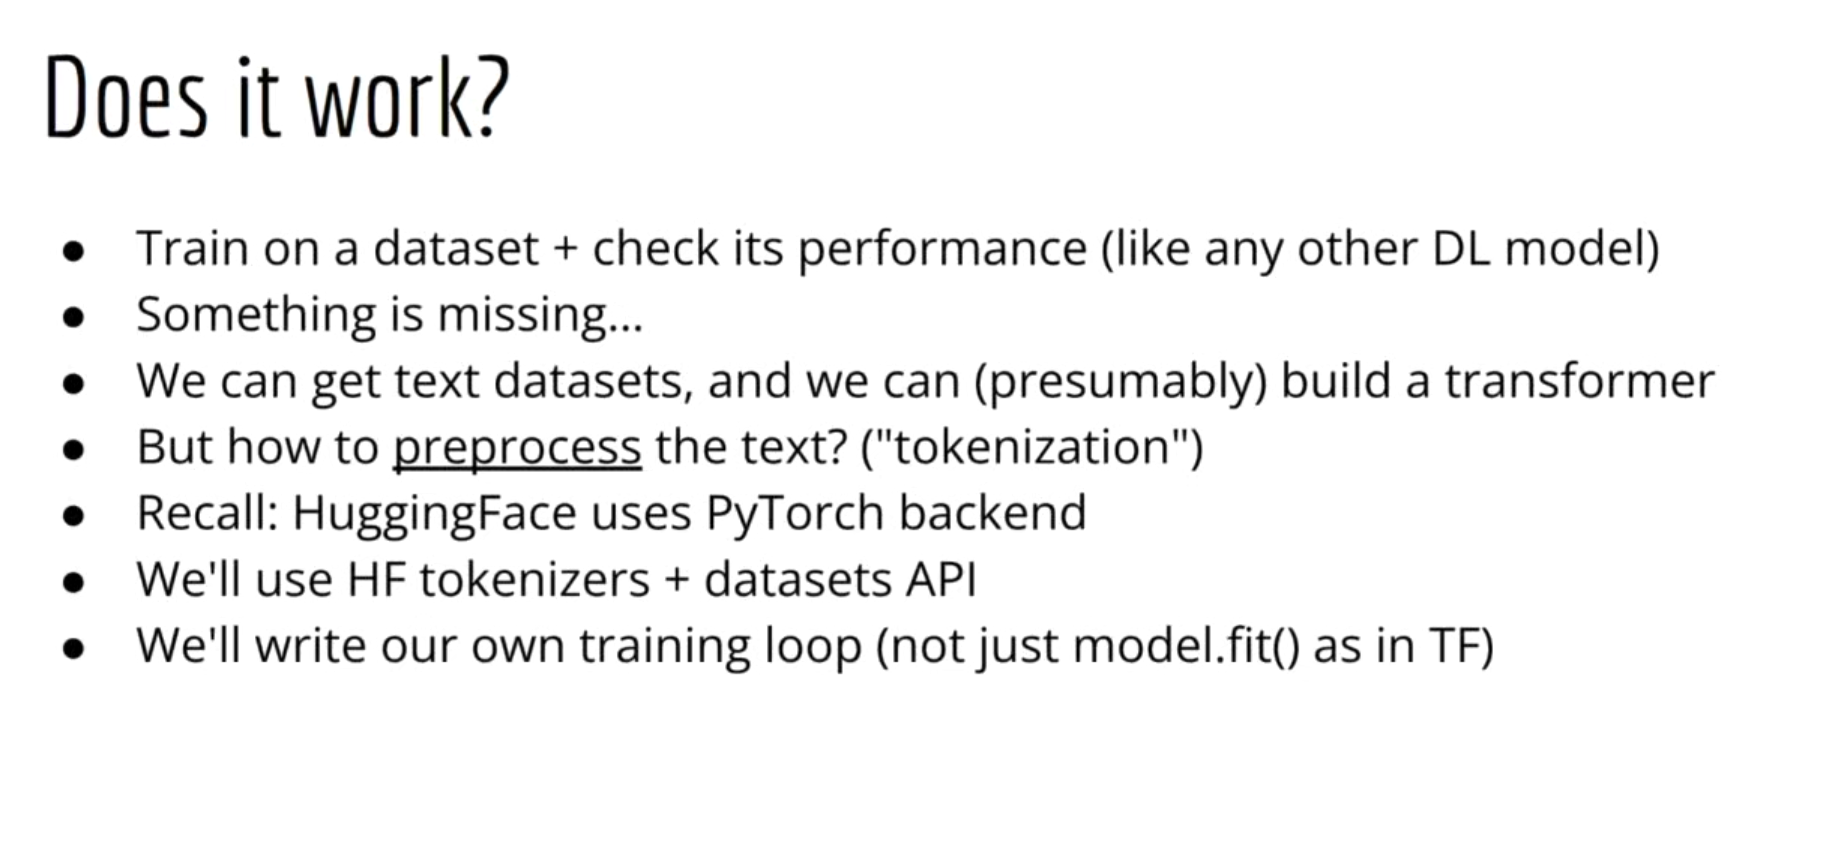 Does it work?
● Train on a dataset + check its performance (like any other DL model)
● Something is missing...
● We can get text datasets, and we can (presumably) build a transformer
● But how to preprocess the text? ("tokenization")
● Recall: HuggingFace uses PyTorch backend
● We'll use HF tokenizers + datasets API
● We'll write our own training loop (not just model.fit() as in TF)